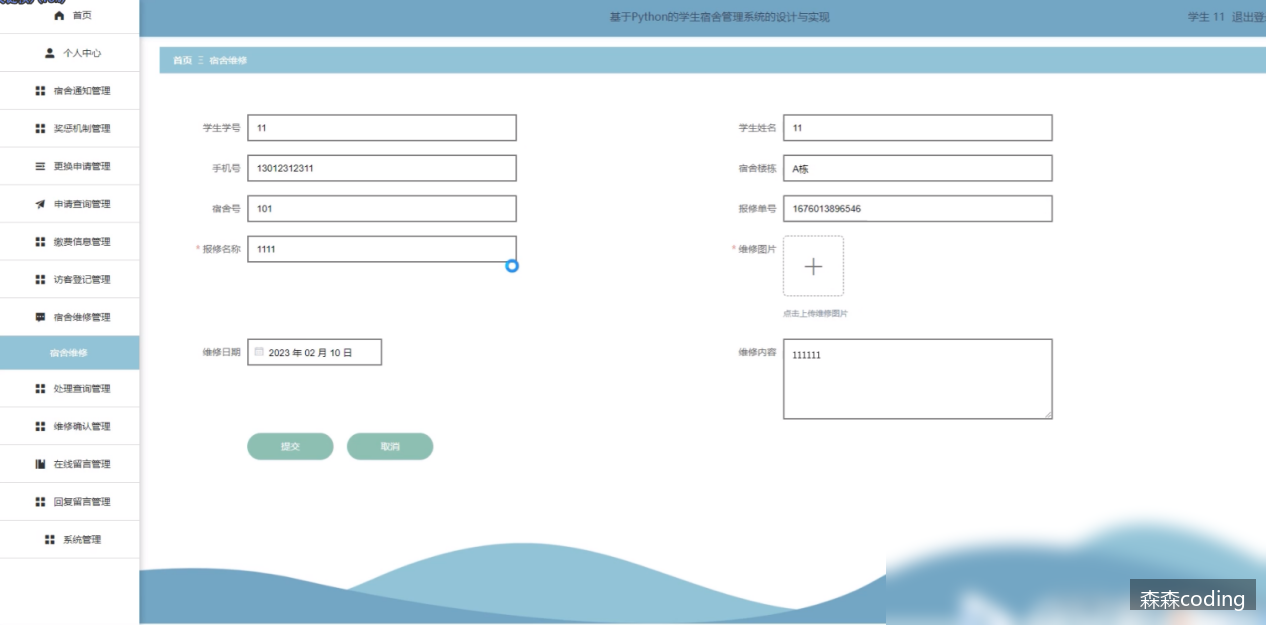 首页
个人中心
宿舍通知管理
奖惩机制管理
更换申请管理
申请查询管理
缴费信息管理
访客登记管理
宿舍维修管理
宿舍维修
处理查询管理
维修确认管理
在线留言管理
回复留言管理
系统管理
基于Python的学生宿舍管理系统的设计与实现
学生 11 退出登
首页 宿舍维修
学生学号 11
学生姓名 11
手机号 13012312311
宿舍楼栋 A栋
宿舍号 101
报修单号 1676013896546
* 报修名称 1111
* 维修图片
点击上传维修图片
维修日期 2023 年 02 月 10 日
维修内容 111111
提交 取消
森森coding